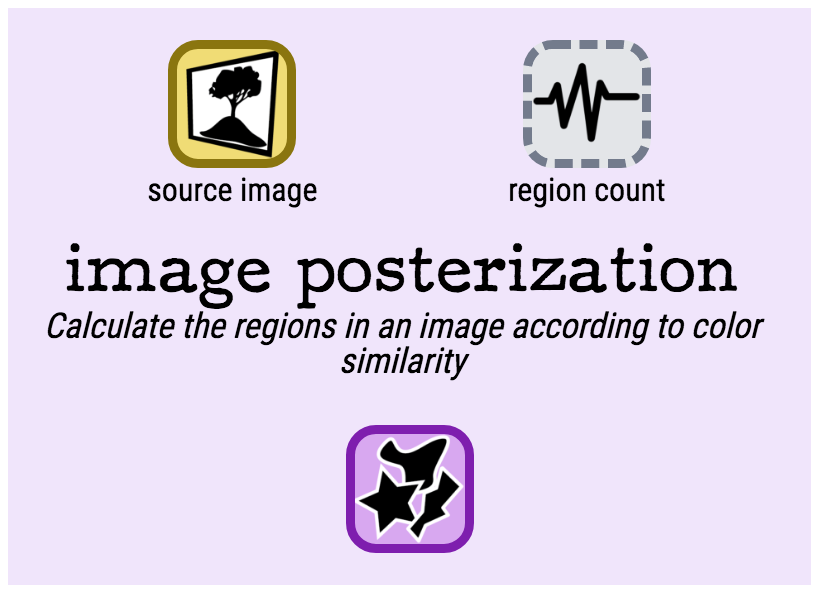 source image
region count
image posterization
Calculate the regions in an image according to color
similarity